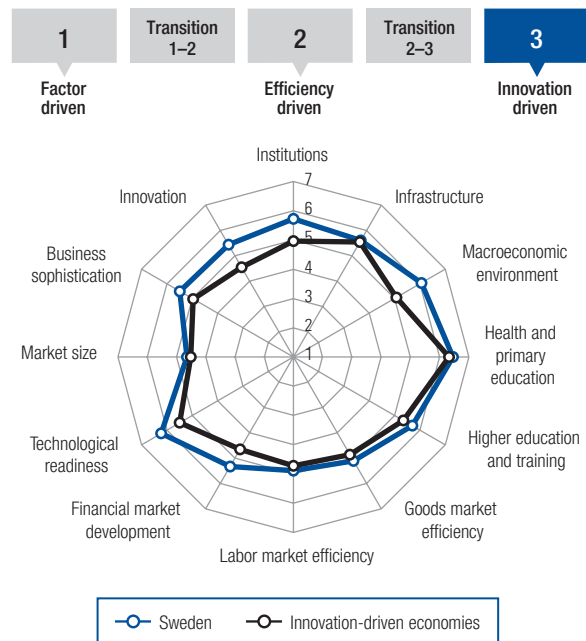 1
Transition
1–2
2
Transition
2–3
3
Factor
driven
Efficiency
driven
Innovation
driven
Institutions
7
Innovation
6
Infrastructure
5
Business
sophistication
4
Macroeconomic
environment
3
2
Market size
1
Health and
primary
education
Technological
readiness
Higher education
and training
Financial market
development
Goods market
efficiency
Labor market efficiency
Sweden
Innovation-driven economies